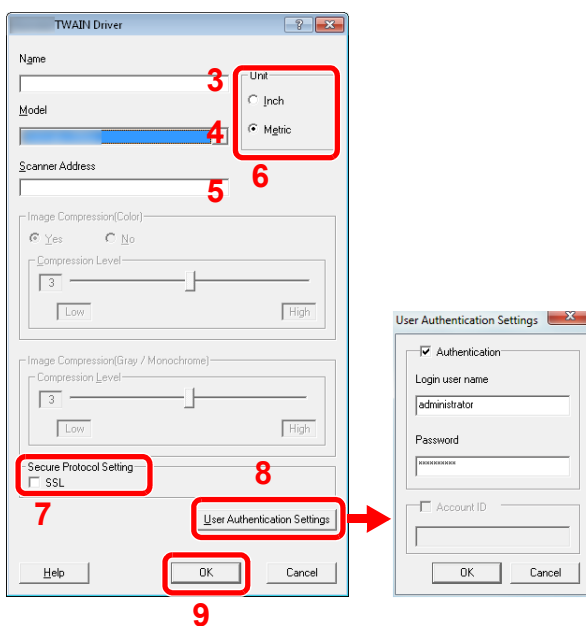 TWAIN Driver
Name
3
Unit
Inch
Model
4
Metric
6
Scanner Address
5
Image Compression(Color)
Yes No
Compression Level
3
Low High
Image Compression(Gray / Monochrome)
Compression Level
3
Low High
Secure Protocol Setting
SSL
7
8
User Authentication Settings
Help OK Cancel
9
User Authentication Settings
Authentication
Login user name
administrator
Password
××××××××××
Account ID
OK Cancel